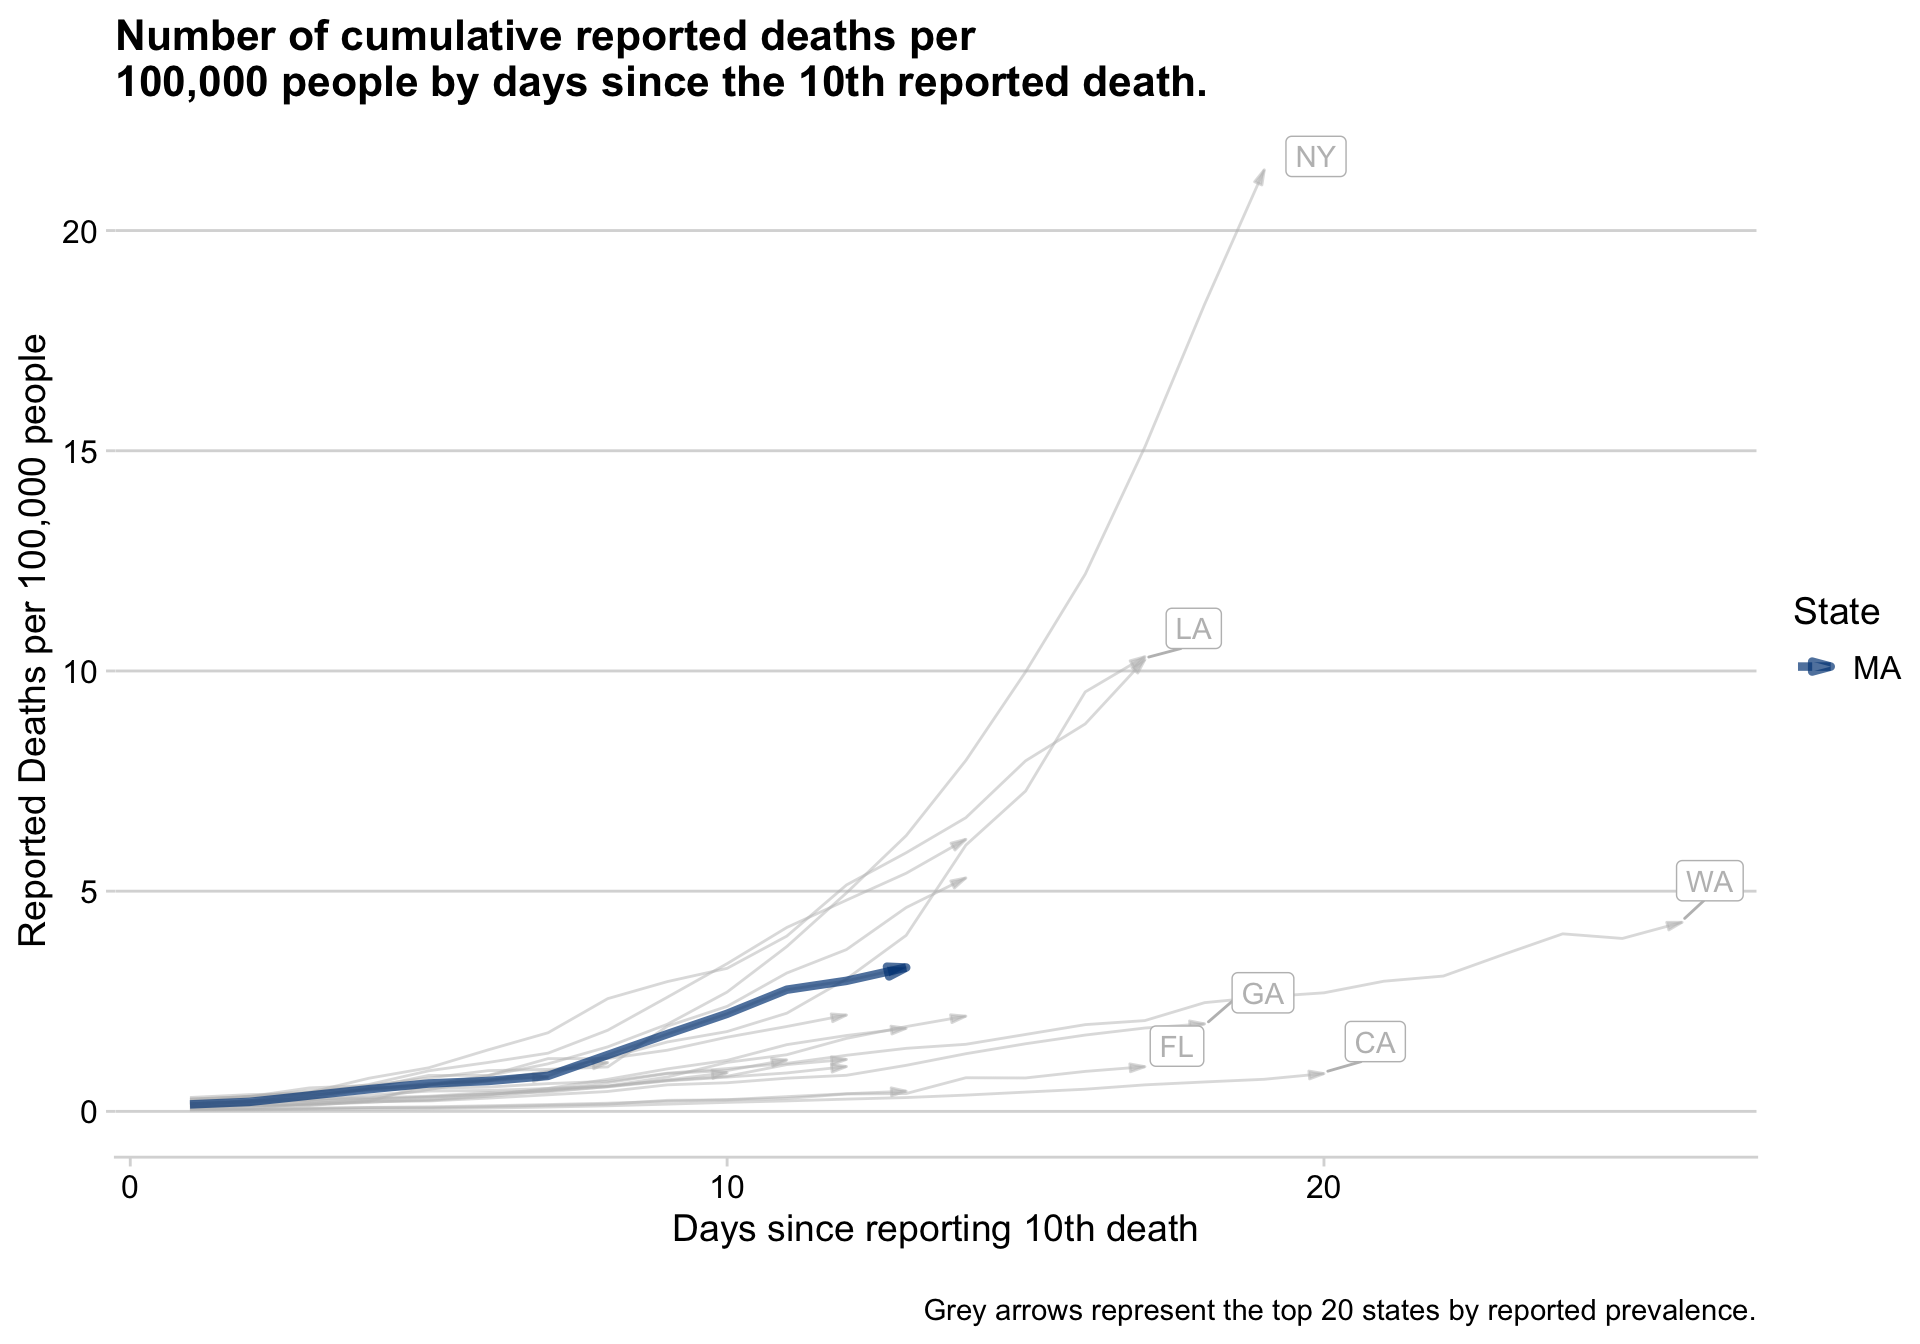 Number of cumulative reported deaths per
100,000 people by days since the 10th reported death.
NY
20
15
LA
10
State
MA
WA
5
GA
CA
FL
0
Reported Deaths per 100,000 people
0 10 20
Days since reporting 10th death
Grey arrows represent the top 20 states by reported prevalence.